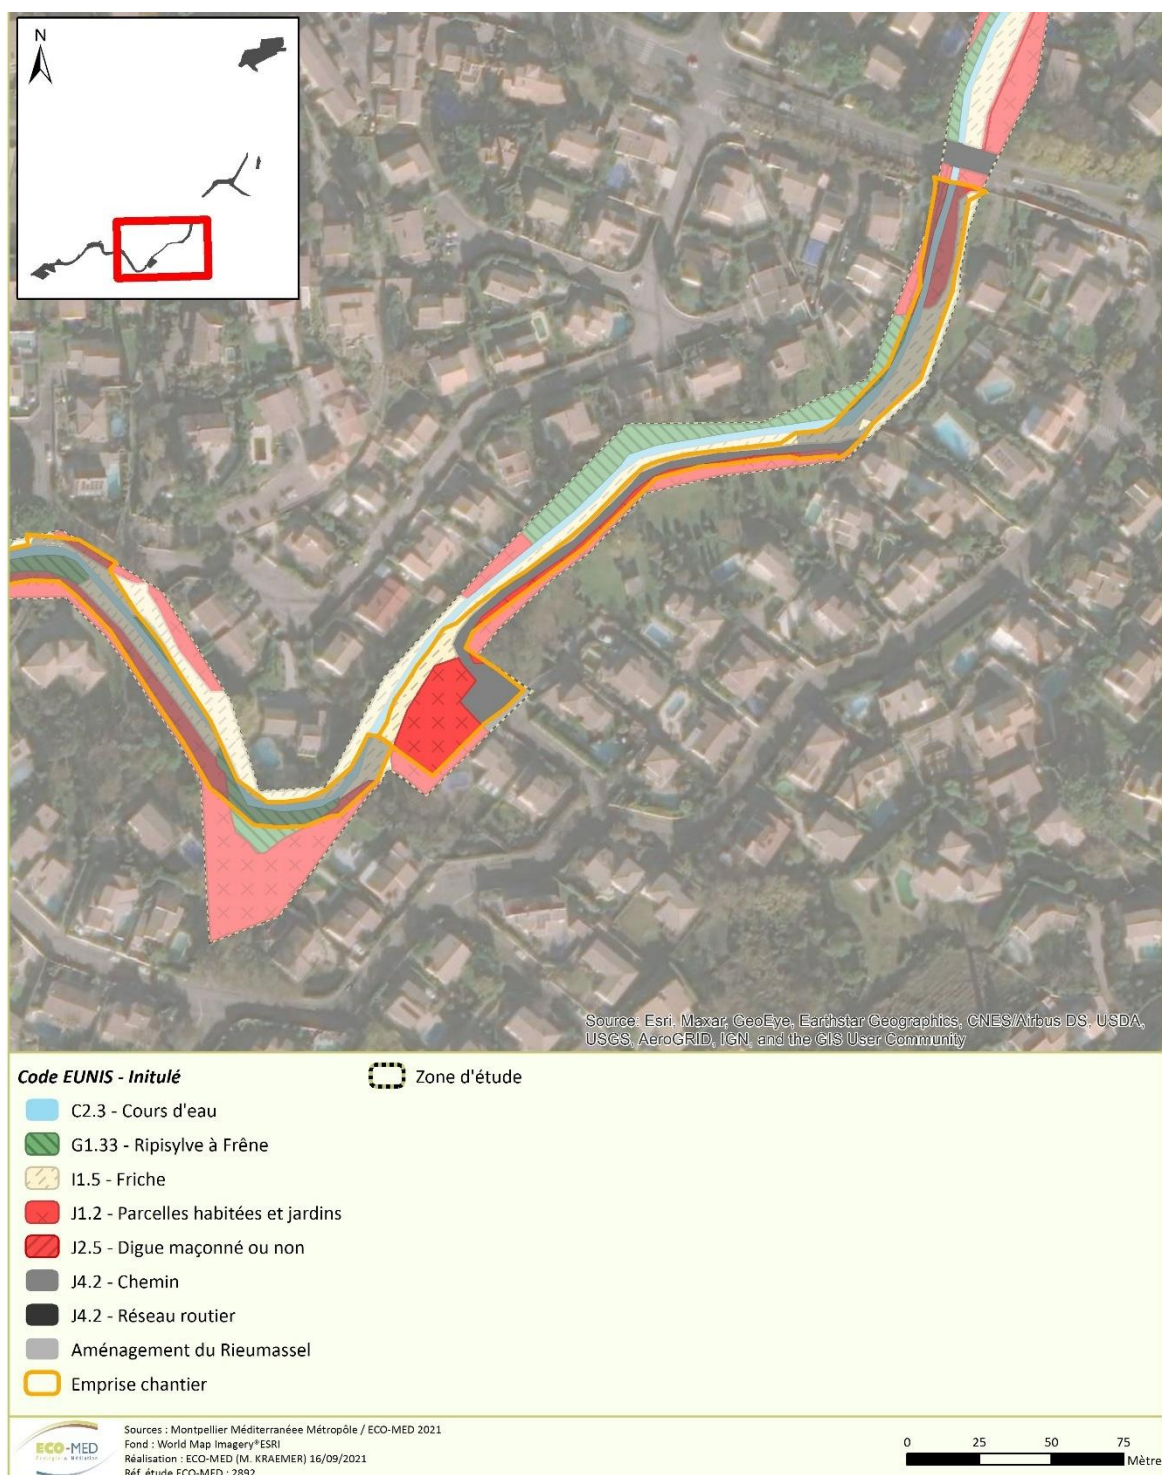 N
Source: Esri, Maxar, GeoEye, Earthstar Geographics, CNES/Airbus DS, USDA,
USGS, AeroGRID, IGN, and the GIS User Community
Code EUNIS - Initulé
Zone d'étude
C2.3 - Cours d'eau
G1.33 - Ripisylve à Frêne
I1.5 - Friche
J1.2 - Parcelles habitées et jardins
J2.5 - Digue maçonné ou non
J4.2 - Chemin
J4.2 - Réseau routier
Aménagement du Rieumassel
Emprise chantier
ECO-MED
Ecologie & Médiation
Sources : Montpellier Méditerranéee Métropôle / ECO-MED 2021
Fond : World Map Imagery®ESRI
Réalisation : ECO-MED (M. KRAEMER) 16/09/2021
Réf. étude ECO-MED : 2892
0 25 50 75
Mètre